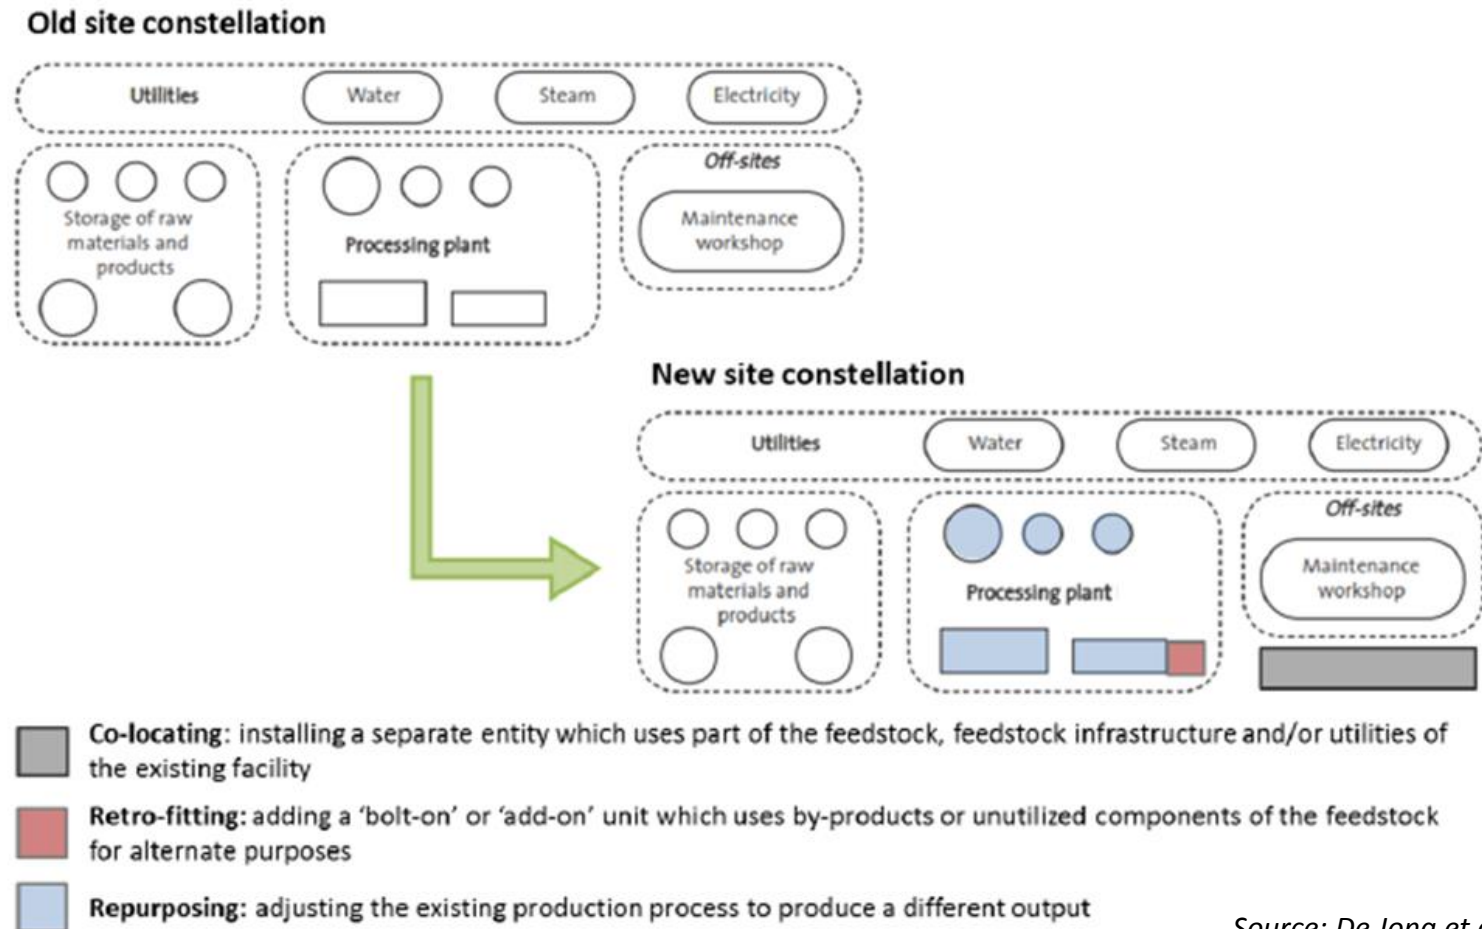 Old site constellation
Utilities
Water
Steam
Electricity
Storage of raw
materials and
products
Processing plant
Off-sites
Maintenance
workshop
New site constellation
Utilities
Water
Steam
Electricity
Storage of raw
materials and
products
Processing plant
Off-sites
Maintenance
workshop
Co-locating: installing a separate entity which uses part of the feedstock, feedstock infrastructure and/or utilities of
the existing facility
Retro-fitting: adding a ‘bolt-on’ or ‘add-on’ unit which uses by-products or unutilized components of the feedstock
for alternate purposes
Repurposing: adjusting the existing production process to produce a different output
Source: De Jong et